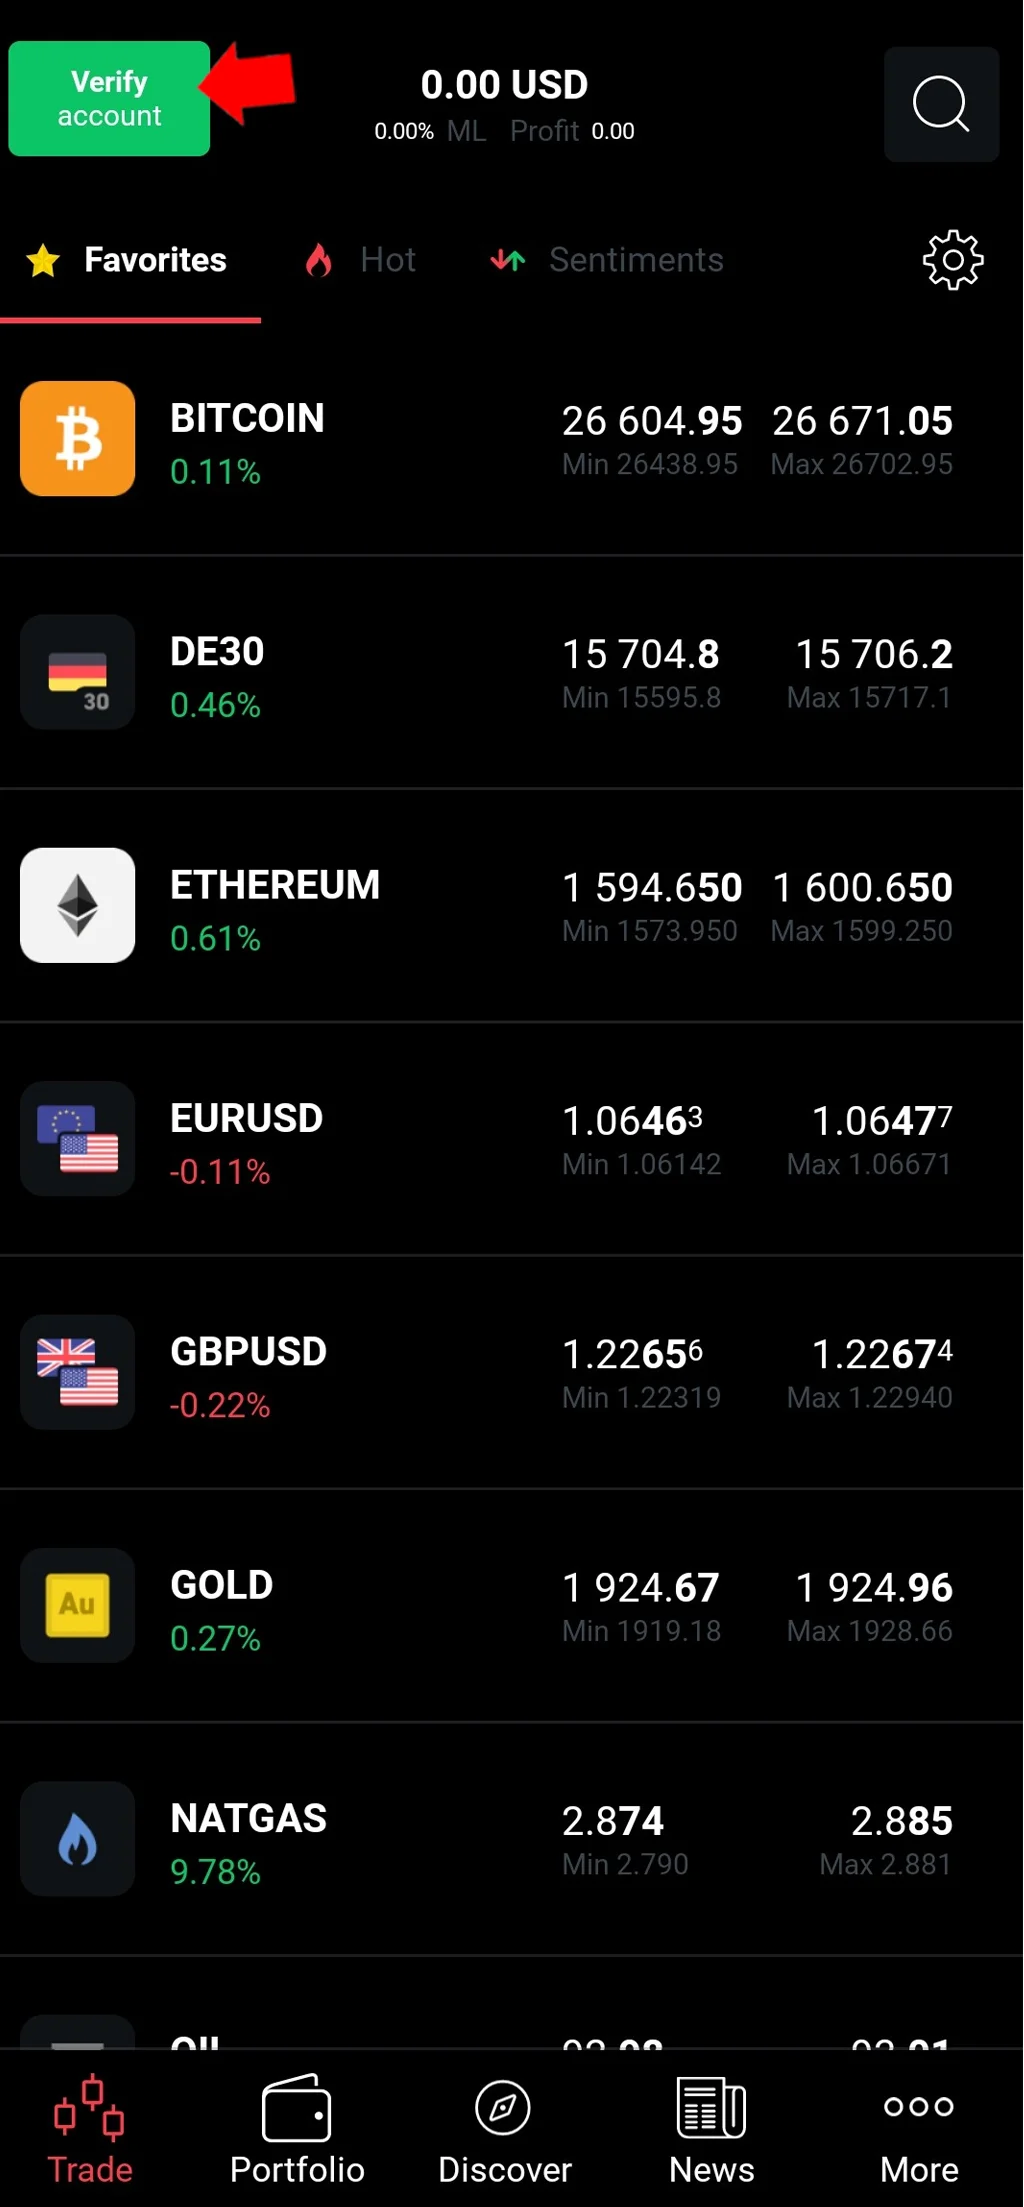 Verify
account
0.00 USD
0.00% ML Profit 0.00
Favorites Hot Sentiments
BITCOIN 26 604.95 26 671.05
0.11% Min 26438.95 Max 26702.95
DE30 15 704.8 15 706.2
30
0.46% Min 15595.8 Max 15717.1
ETHEREUM 1 594.650 1 600.650
0.61% Min 1573.950 Max 1599.250
EURUSD 1.06463 1.06477
-0.11% Min 1.06142 Max 1.06671
GBPUSD 1.22656 1.22674
-0.22% Min 1.22319 Max 1.22940
Au
GOLD 1 924.67 1 924.96
0.27% Min 1919.18 Max 1928.66
NATGAS 2.874 2.885
9.78% Min 2.790 Max 2.881
Trade Portfolio Discover News More